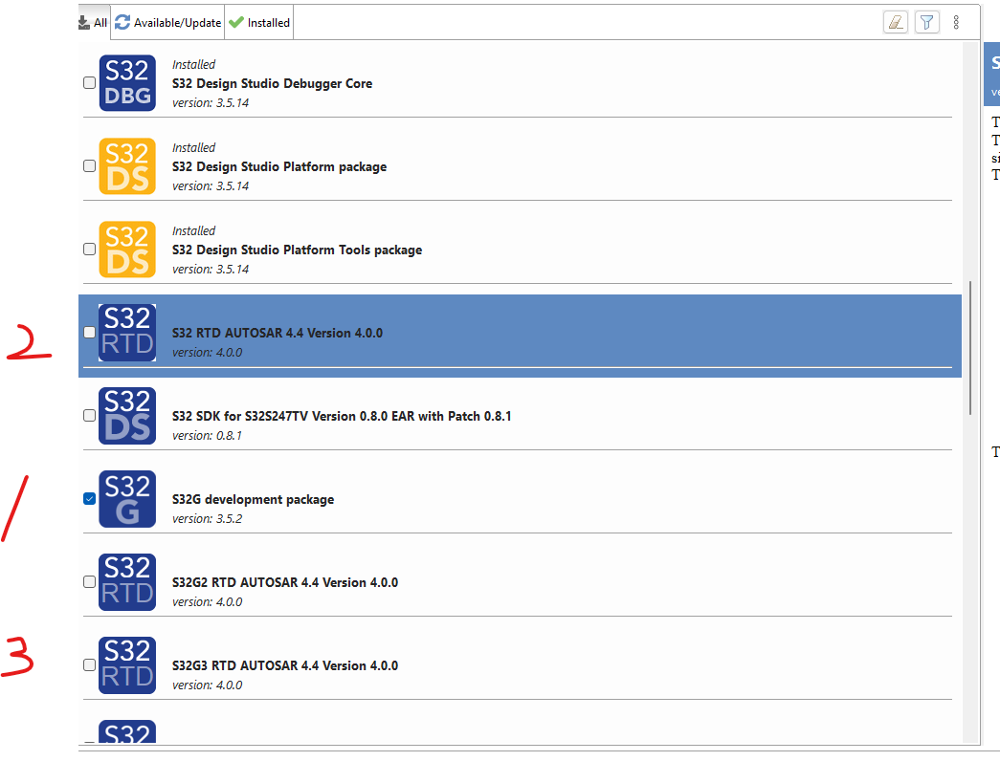 All
Available/Update
Installed
S32
DBG
Installed
S32 Design Studio Debugger Core
version: 3.5.14
S32
DS
Installed
S32 Design Studio Platform package
version: 3.5.14
S32
DS
Installed
S32 Design Studio Platform Tools package
version: 3.5.14
2
S32
RTD
S32 RTD AUTOSAR 4.4 Version 4.0.0
version: 4.0.0
S32
DS
S32 SDK for S32S247TV Version 0.8.0 EAR with Patch 0.8.1
version: 0.8.1
1
S32
G
S32G development package
version: 3.5.2
S32
RTD
S32G2 RTD AUTOSAR 4.4 Version 4.0.0
version: 4.0.0
3
S32
RTD
S32G3 RTD AUTOSAR 4.4 Version 4.0.0
version: 4.0.0
S32
S
ve
T
T
si
T
T